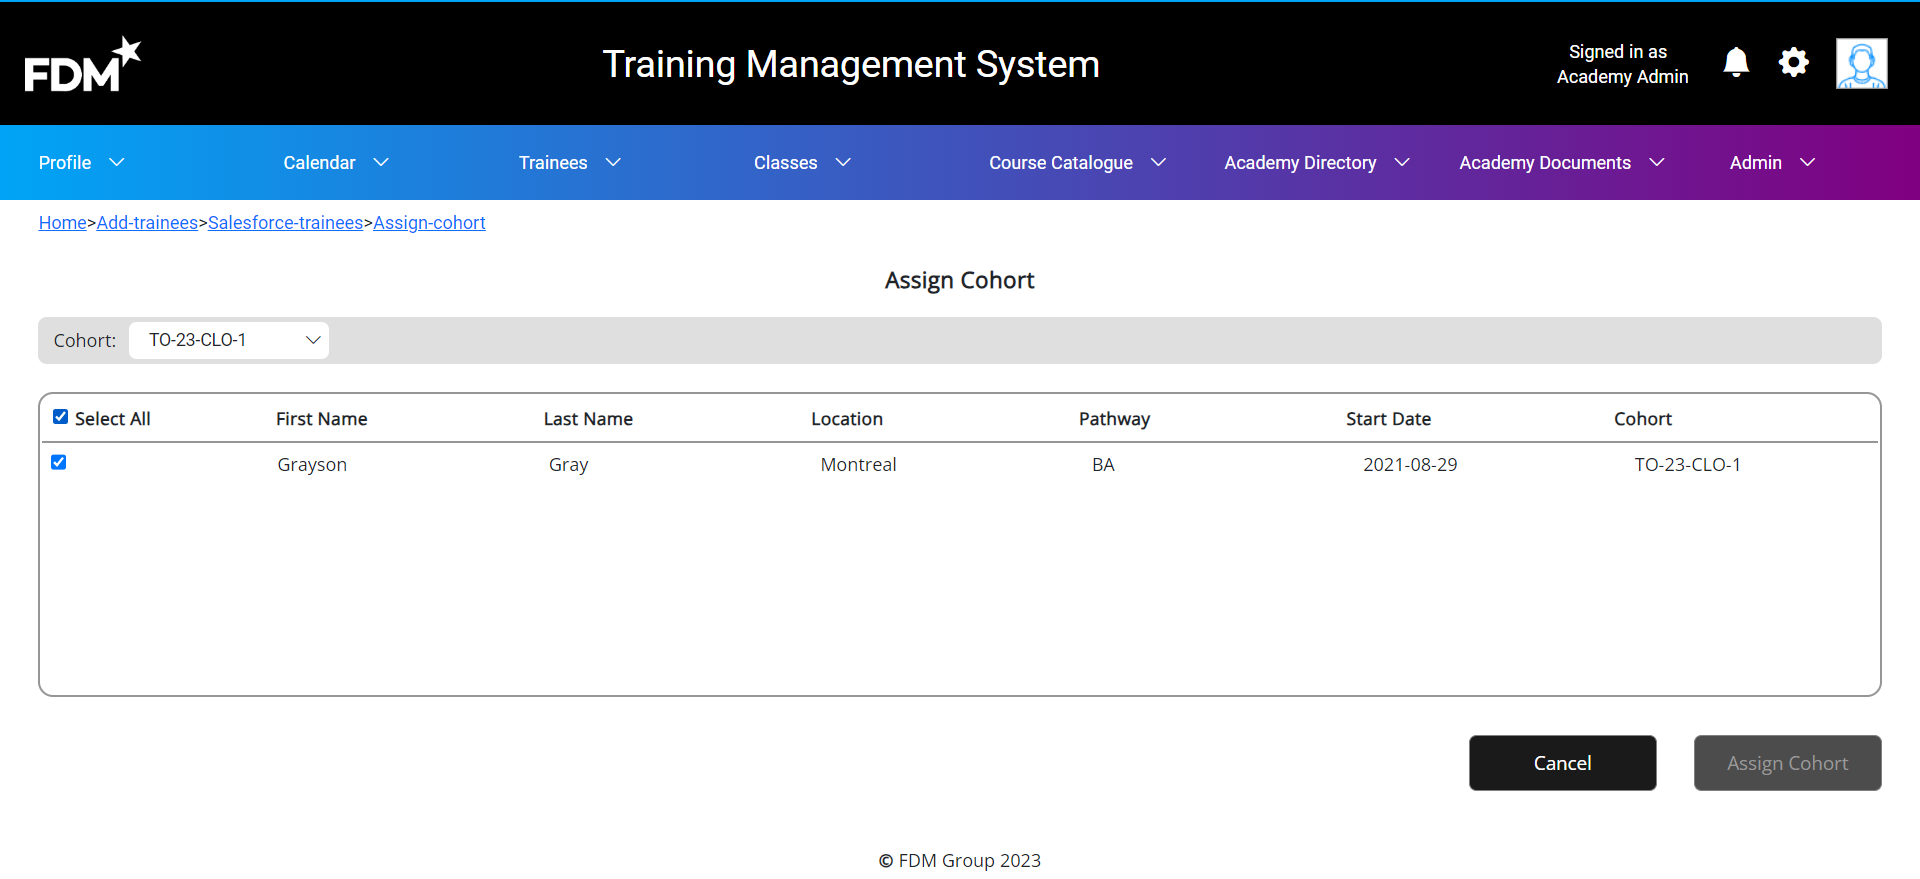 FDM
Training Management System
Signed in as
Academy Admin
Profile Calendar Trainees Classes Course Catalogue Academy Directory Academy Documents Admin
Home>Add-trainees>Salesforce-trainees>Assign-cohort
Assign Cohort
Cohort: TO-23-CLO-1
Select All First Name Last Name Location Pathway Start Date Cohort
Grayson Gray Montreal BA 2021-08-29 TO-23-CLO-1
Cancel Assign Cohort
© FDM Group 2023